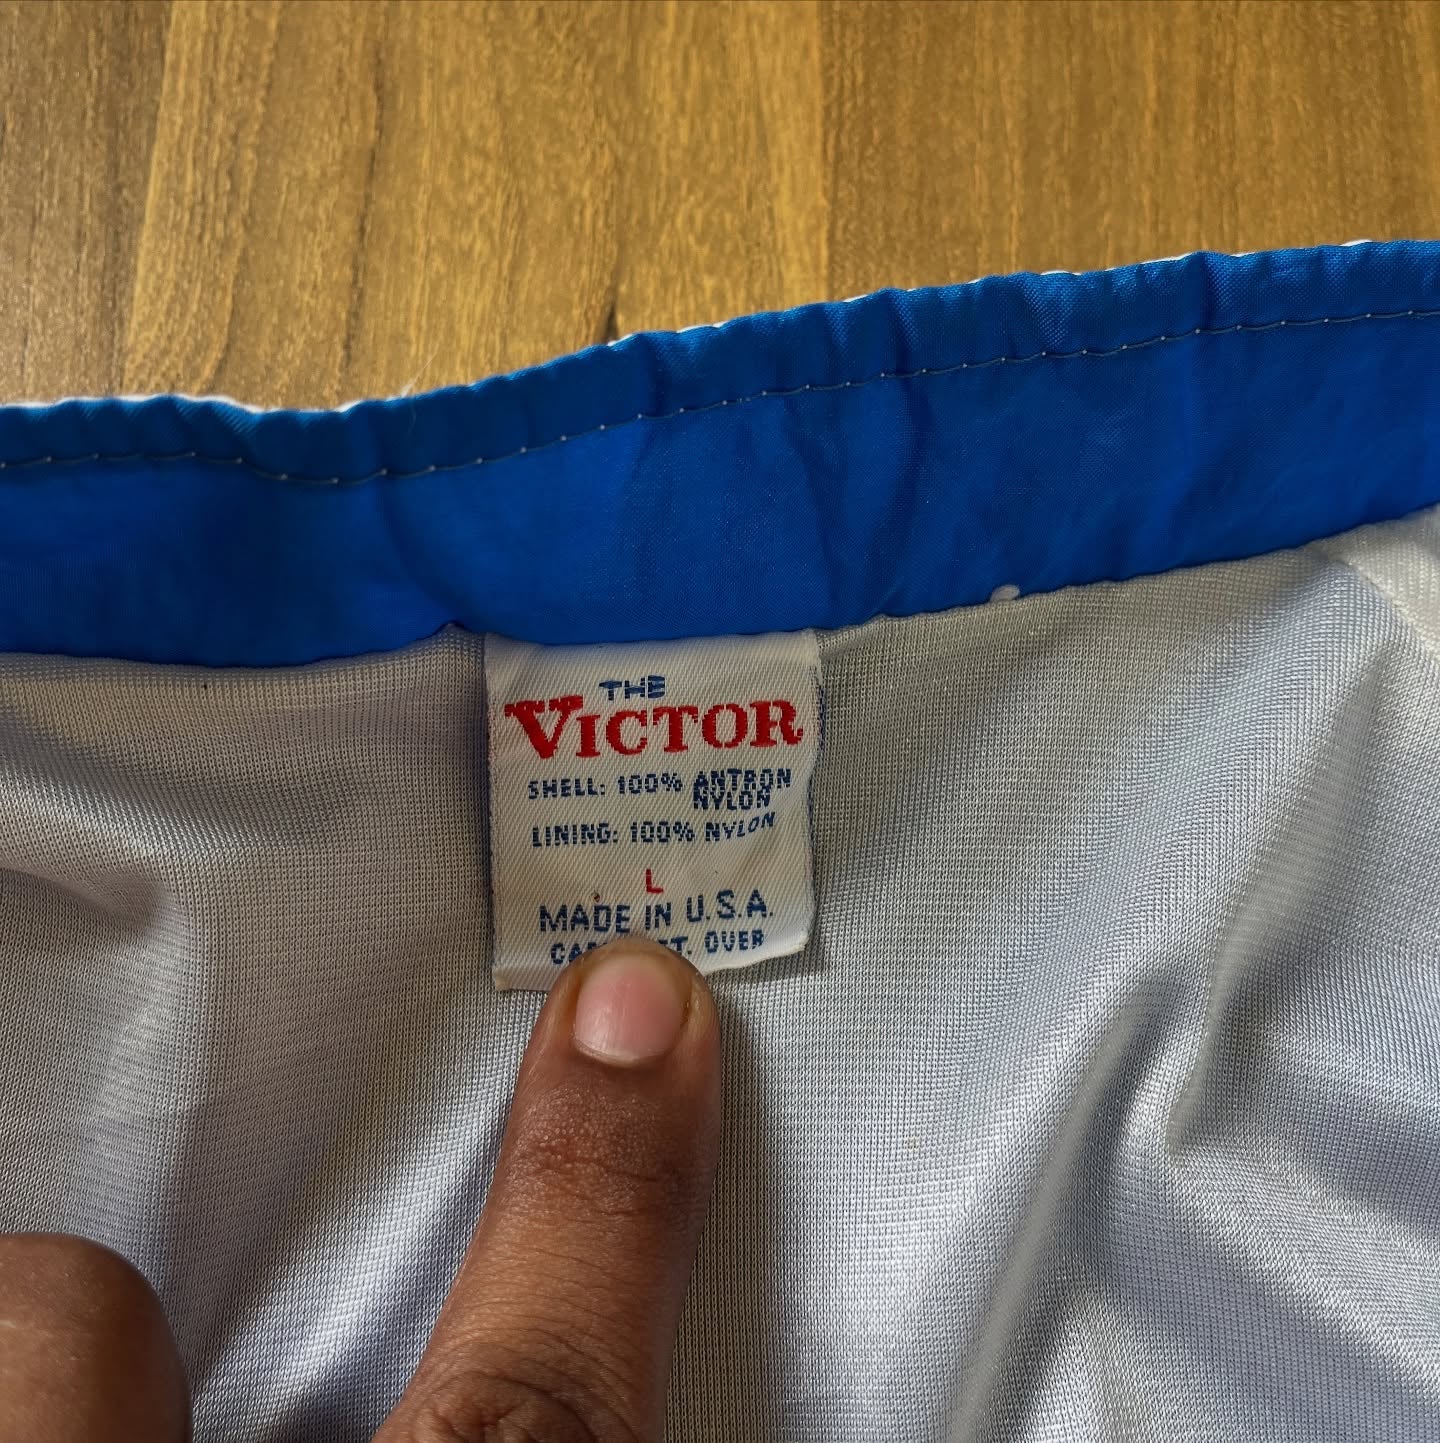 THE
VICTOR
SHELL: 100% ANTRON
NYLON
LINING: 100% NYLON
L
MADE IN U.S.A.
OVER